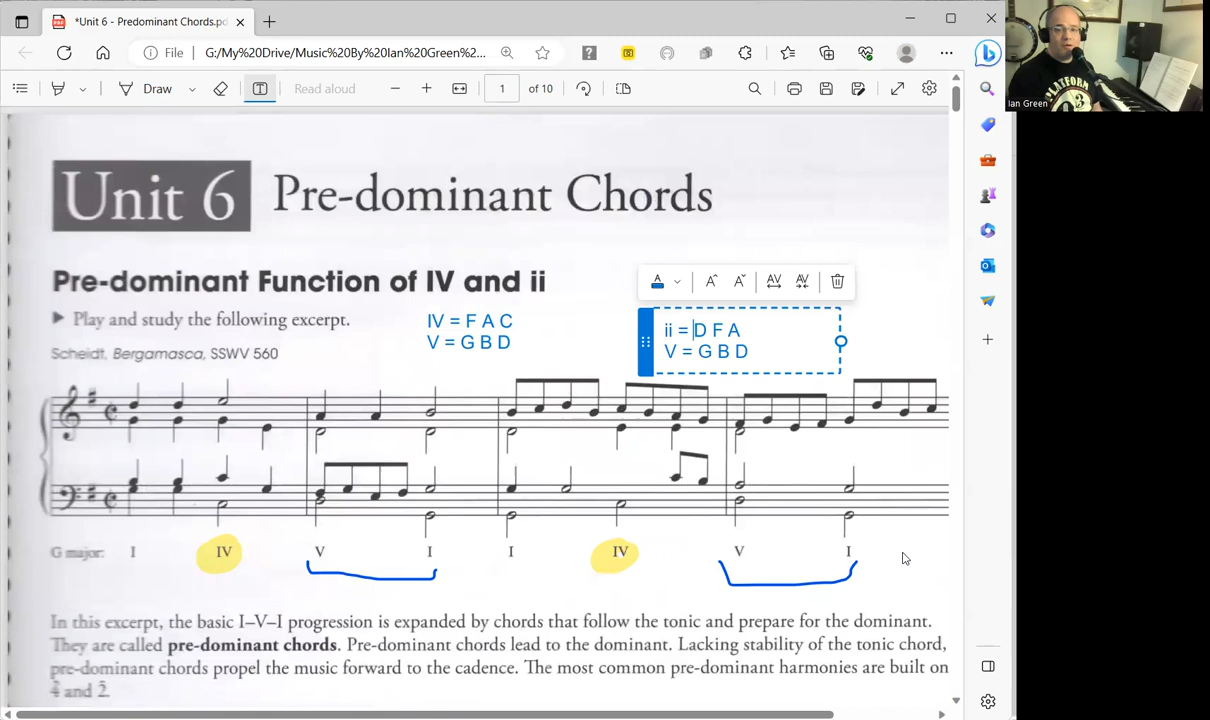 *Unit 6 - Predominant Chords.pd
File G:/My%20Drive/Music%20By%20Ian%20Green%2...
Draw Read aloud 1 of 10
Ian Green
PLATFORM
Unit 6 Pre-dominant Chords
Pre-dominant Function of IV and ii
Play and study the following excerpt.
IV = F A C
V = G B D
ii = D F A
V = G B D
Scheidt, Bergamasca, SSWV 560
G major: I IV V I I IV V I
In this excerpt, the basic I–V–I progression is expanded by chords that follow the tonic and prepare for the dominant.
They are called pre-dominant chords. Pre-dominant chords lead to the dominant. Lacking stability of the tonic chord,
pre-dominant chords propel the music forward to the cadence. The most common pre-dominant harmonies are built on
4̂ and 2̂.